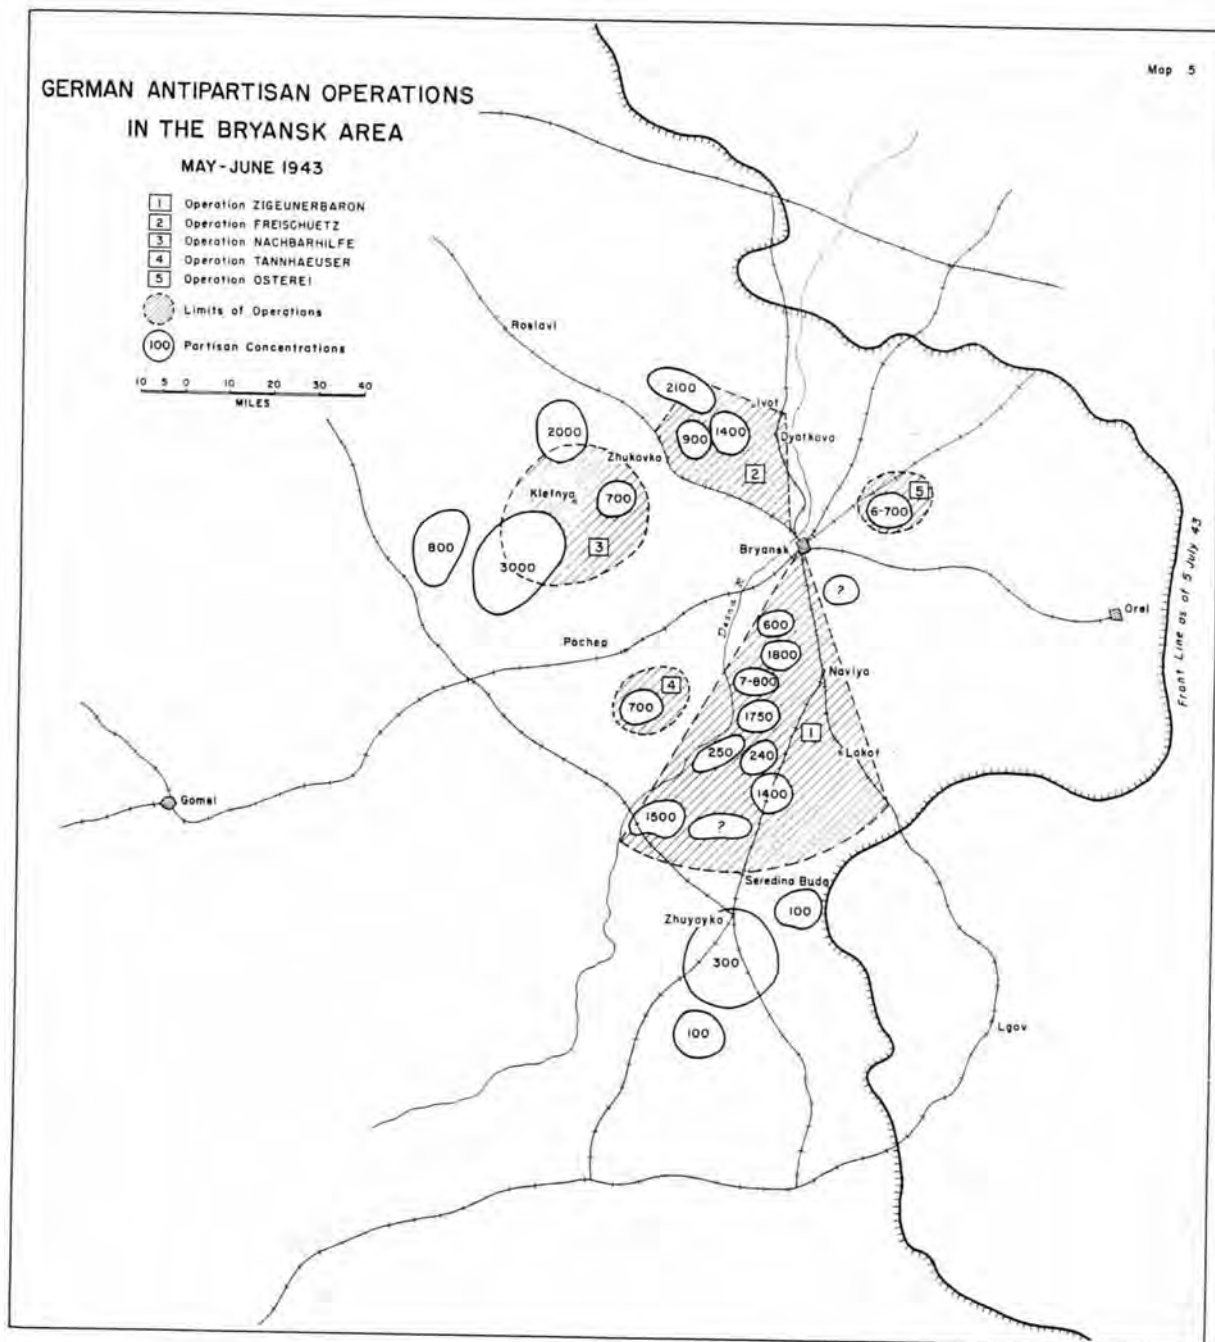 Map 5
GERMAN ANTIPARTISAN OPERATIONS
IN THE BRYANSK AREA
MAY-JUNE 1943
1 Operation ZIGEUNERBARON
2 Operation FREISCHUETZ
3 Operation NACHBARHILFE
4 Operation TANNHAEUSER
5 Operation OSTEREI
Limits of Operations
100 Partisan Concentrations
10 5 0 10 20 30 40
MILES
Roslavl
2100
Ivot
2000
900
1400
Dyatkovo
Zhukovka
2
Kletnya
700
5
6-700
800
3000
3
Bryansk
?
Desna R
600
Orel
Front Line as of 5 July 43
Pochep
1800
Navlya
7-800
4
700
1750
1
250
240
Lokot
1400
Gomel
1500
?
Seredina Buda
100
Zhuyayka
300
100
Lgov